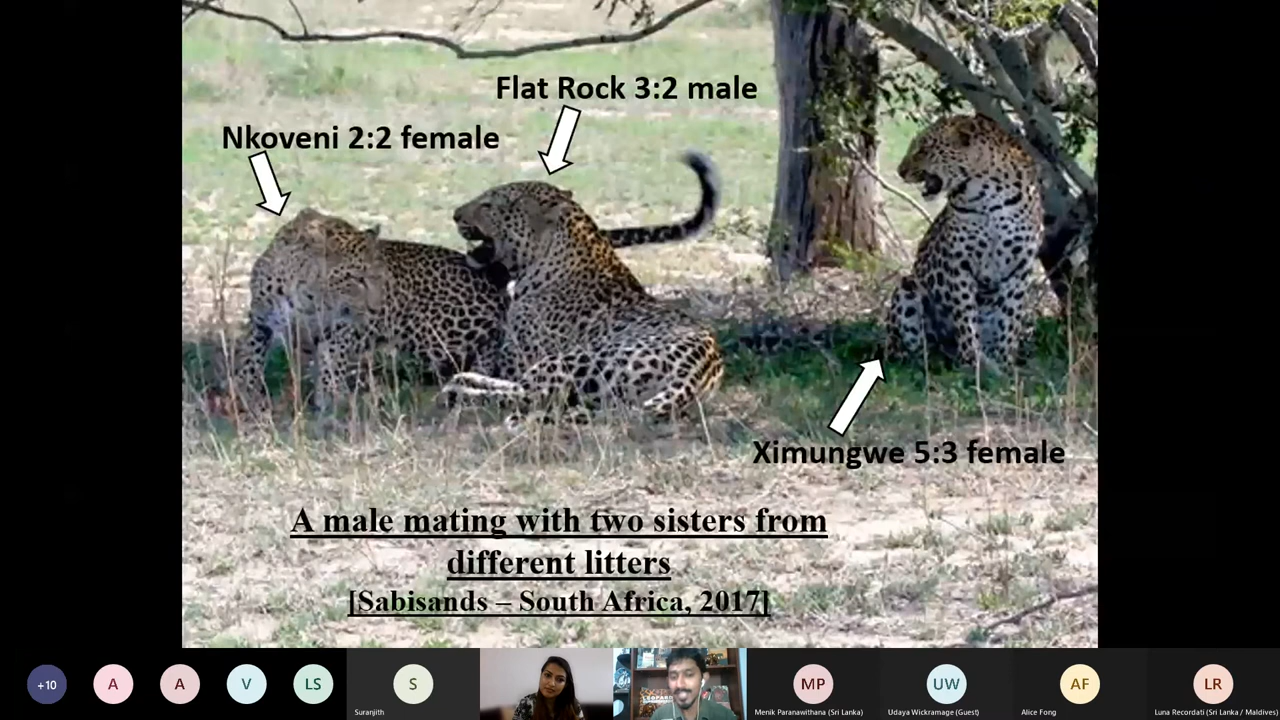 Flat Rock 3:2 male
Nkoveni 2:2 female
Ximungwe 5:3 female
A male mating with two sisters from
different litters
[Sabisands – South Africa, 2017]
+10
A
A
V
LS
S
MP
UW
AF
LR
Suranjith
Menik Paranawithana (Sri Lanka)
Udaya Wickramage (Guest)
Alice Fong
Luna Recordati (Sri Lanka / Maldives)